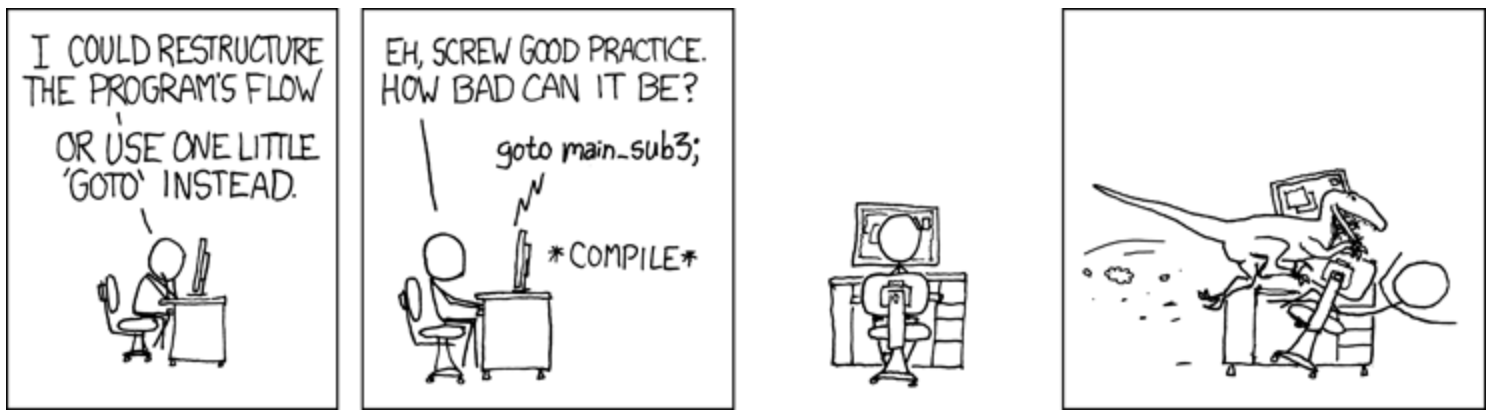 I COULD RESTRUCTURE
THE PROGRAM'S FLOW
OR USE ONE LITTLE
'GOTO' INSTEAD.
EH, SCREW GOOD PRACTICE.
HOW BAD CAN IT BE?
goto main_sub3;
*COMPILE*